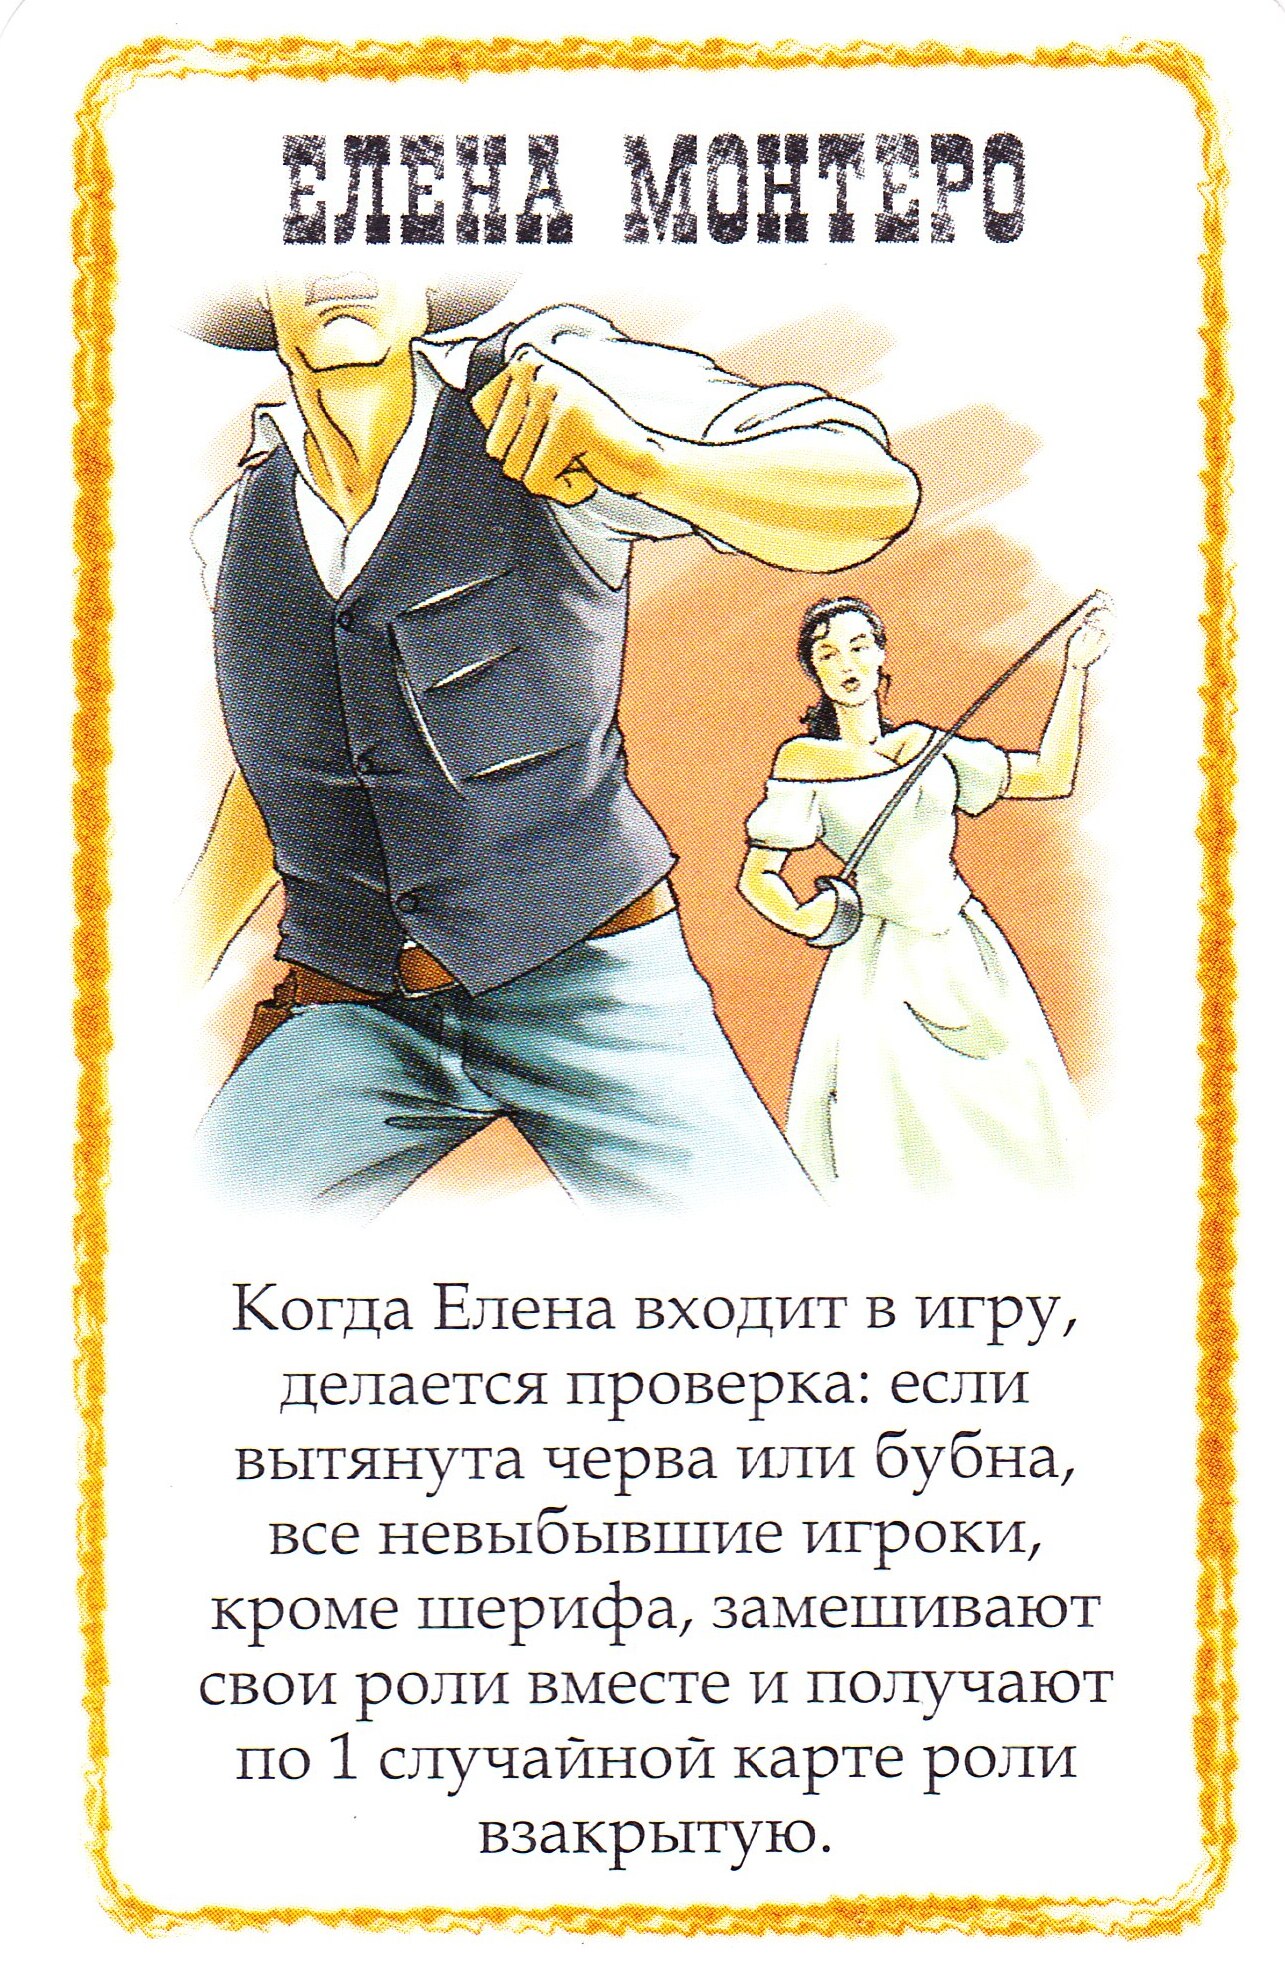 ЕЛЕНА МОНТЕРО
Когда Елена входит в игру,
делается проверка: если
вытянута черва или бубна,
все невыбывшие игроки,
кроме шерифа, замешивают
свои роли вместе и получают
по 1 случайной карте роли
взакрытую.